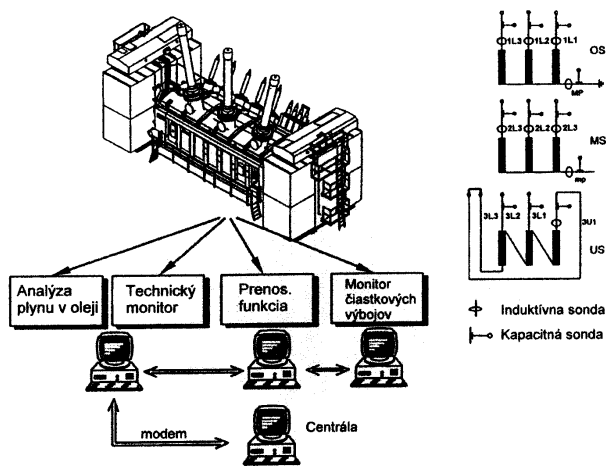 1L3 1L2 1L1
OS
MP
2L3 2L2 2L3
MS
mp
3L3 3L2 3L1 3U1
US
Analýza
plynu v oleji
Technický
monitor
Prenos.
funkcia
Monitor
čiastkových
výbojov
Induktívna sonda
Kapacitná sonda
modem
Centrála